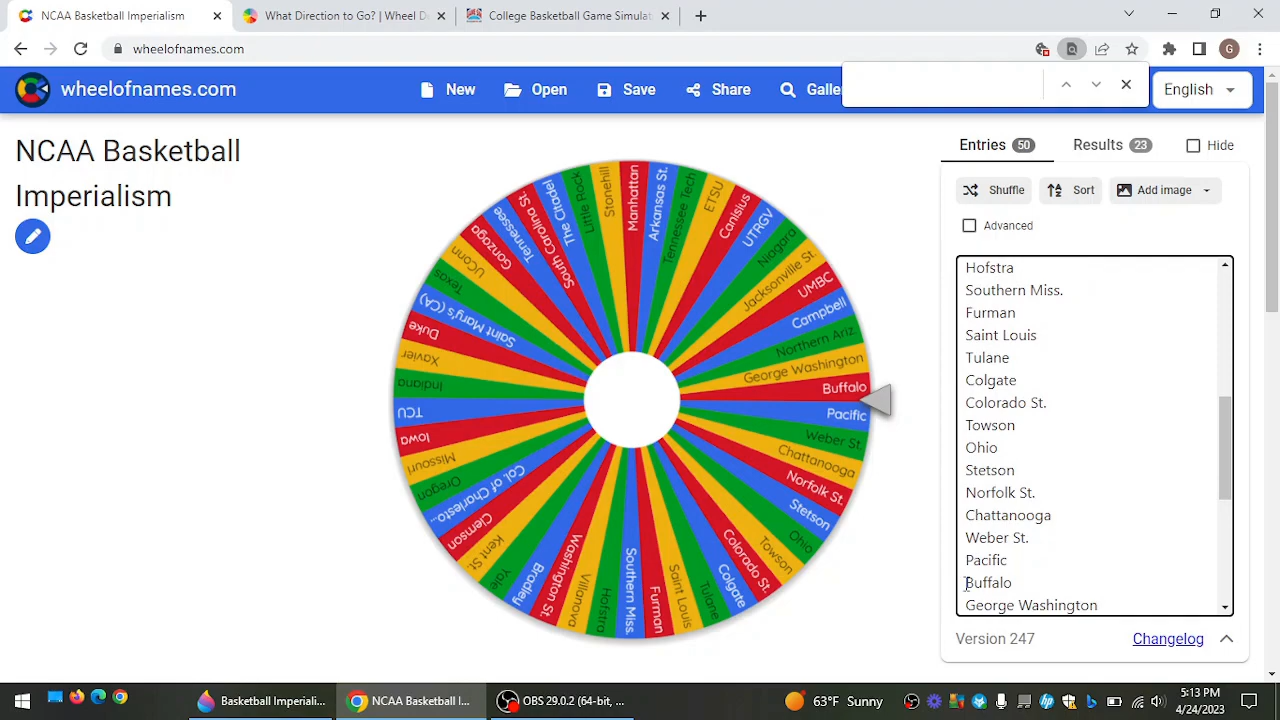 NCAA Basketball Imperialism
What Direction to Go? | Wheel D
College Basketball Game Simulat
wheelofnames.com
G
wheelofnames.com
New
Open
Save
Share
Galle
English
NCAA Basketball
Imperialism
Entries 50
Results 23
Hide
Shuffle
Sort
Add image
Advanced
Hofstra
Southern Miss.
Furman
Saint Louis
Tulane
Colgate
Colorado St.
Towson
Ohio
Stetson
Norfolk St.
Chattanooga
Weber St.
Pacific
Buffalo
George Washington
Version 247
Changelog
Manhattan
Arkansas St.
Tennessee Tech
ETSU
Canisius
UTRGV
Niagara
Jacksonville St.
UMBC
Campbell
Northern Ariz.
George Washington
Buffalo
Pacific
Weber St.
Chattanooga
Norfolk St.
Stetson
Ohio
Towson
Colorado St.
Colgate
Tulane
Saint Louis
Furman
Southern Miss.
Hofstra
Villanova
Washington St.
Bradley
Yale
Kent St.
Clemson
Col. of Charlesto...
Oregon
Missouri
Iowa
TCU
Indiana
Xavier
Duke
Saint Mary's (CA)
Texas
UConn
Gonzaga
Tennessee
South Carolina St.
The Citadel
Little Rock
Stonehill
Basketball Imperiali...
NCAA Basketball I...
OBS 29.0.2 (64-bit, ...
63°F Sunny
5:13 PM
4/24/2023